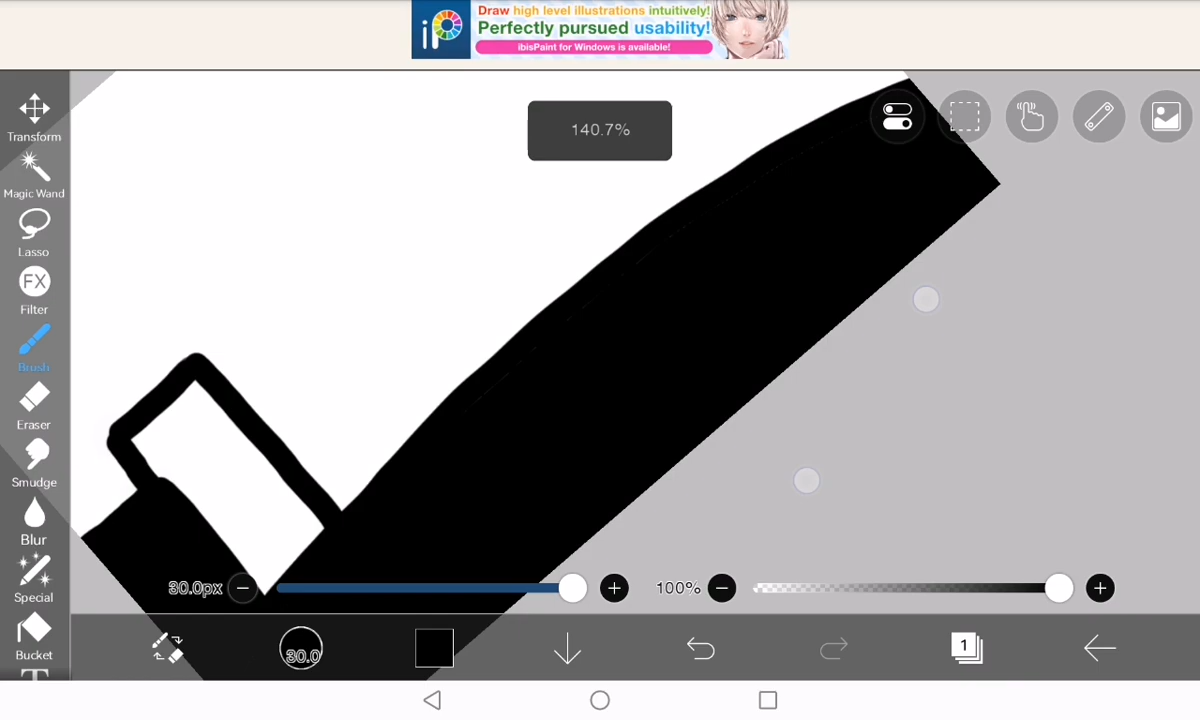 iP
Draw high level illustrations intuitively!
Perfectly pursued usability!
ibisPaint for Windows is available!
140.7%
Transform
Magic Wand
Lasso
FX
Filter
Brush
Eraser
Smudge
Blur
Special
Bucket
T
30.0px
100%
30.0
1